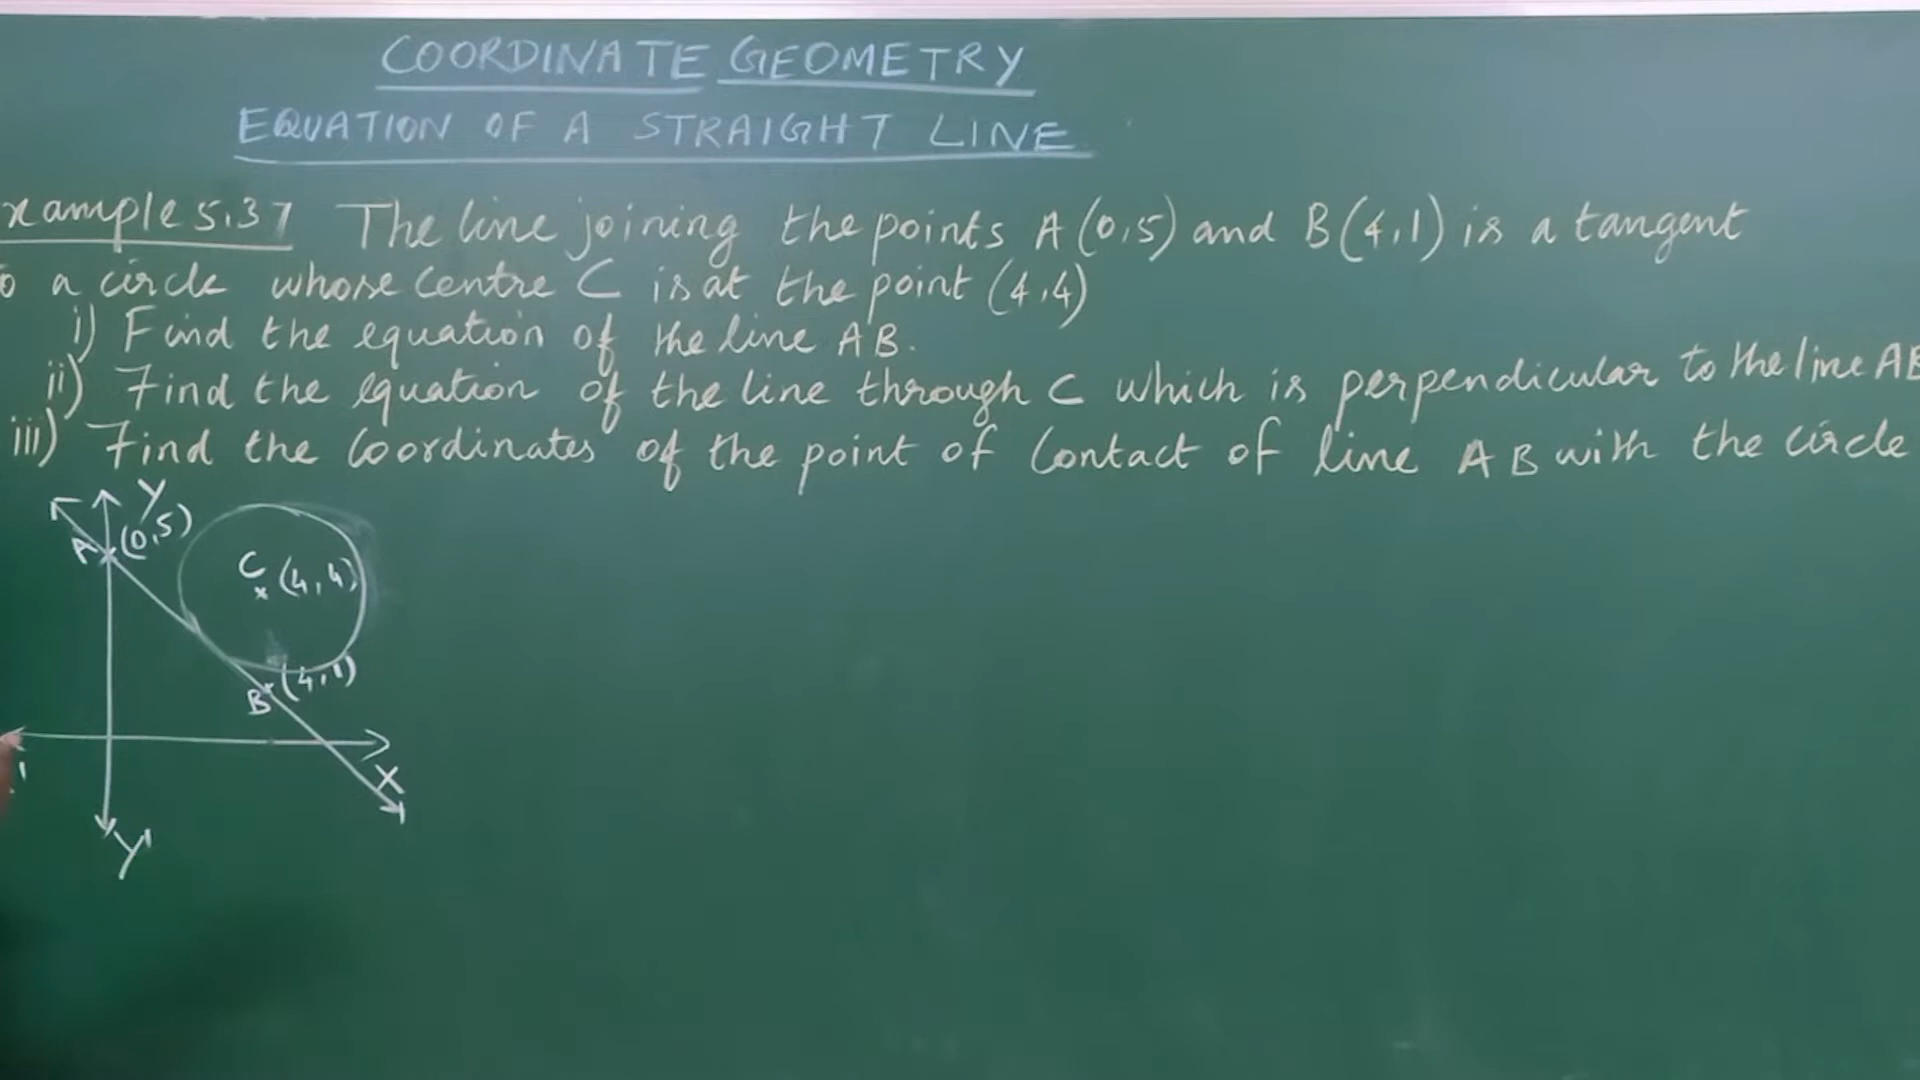 COORDINATE GEOMETRY
EQUATION OF A STRAIGHT LINE
xample 5.37 The line joining the points A(0,5) and B(4,1) is a tangent
o a circle whose centre C is at the point (4,4)
i) Find the equation of the line AB.
ii) Find the equation of the line through C which is perpendicular to the line AB
iii) Find the Coordinates of the point of Contact of line AB with the circle
Y
A (0,5)
C (4,4)
B (4,1)
X
Y'